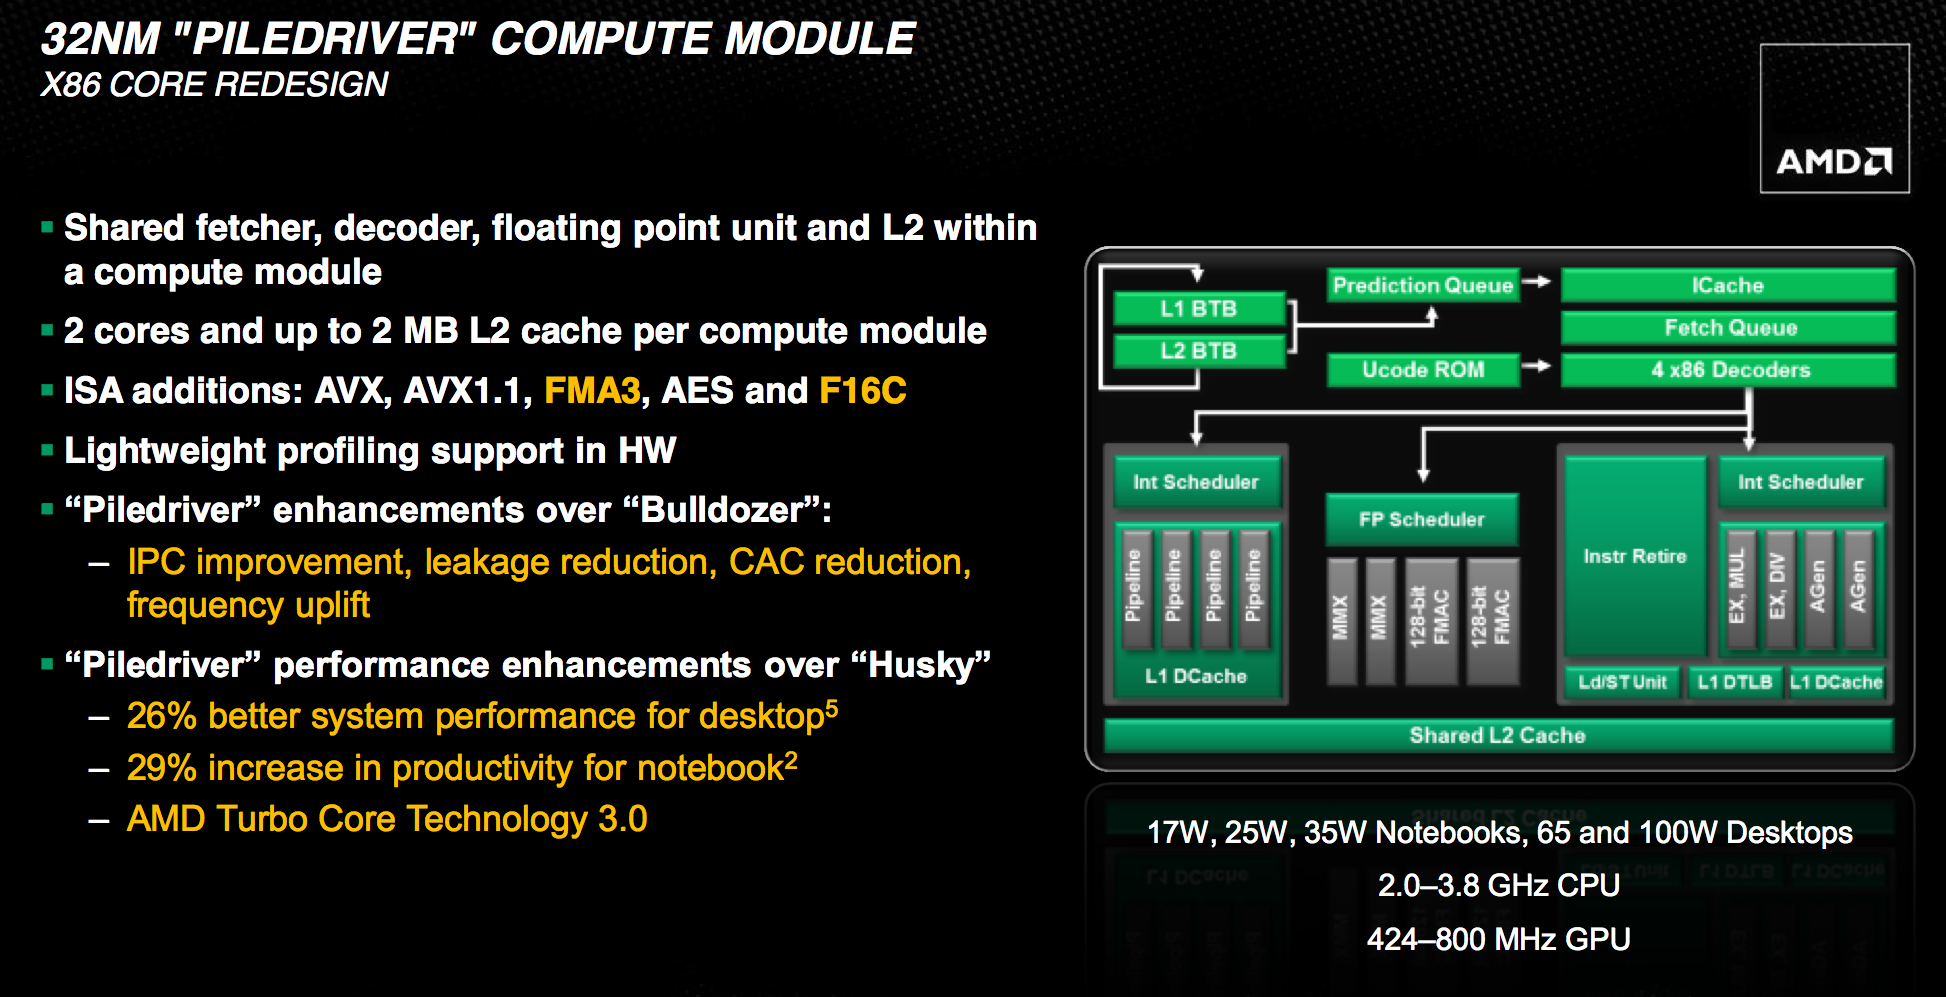 32NM "PILEDRIVER" COMPUTE MODULE
X86 CORE REDESIGN
AMD
▪ Shared fetcher, decoder, floating point unit and L2 within
a compute module
▪ 2 cores and up to 2 MB L2 cache per compute module
▪ ISA additions: AVX, AVX1.1, FMA3, AES and F16C
▪ Lightweight profiling support in HW
▪ “Piledriver” enhancements over “Bulldozer”:
– IPC improvement, leakage reduction, CAC reduction,
frequency uplift
▪ “Piledriver” performance enhancements over “Husky”
– 26% better system performance for desktop⁵
– 29% increase in productivity for notebook²
– AMD Turbo Core Technology 3.0
L1 BTB
L2 BTB
Prediction Queue
Ucode ROM
ICache
Fetch Queue
4 x86 Decoders
Int Scheduler
Pipeline
Pipeline
Pipeline
Pipeline
L1 DCache
FP Scheduler
MMX
MMX
128-bit
FMAC
128-bit
FMAC
Instr Retire
Int Scheduler
EX, MUL
EX, DIV
AGen
AGen
Ld/ST Unit
L1 DTLB
L1 DCache
Shared L2 Cache
17W, 25W, 35W Notebooks, 65 and 100W Desktops
2.0–3.8 GHz CPU
424–800 MHz GPU